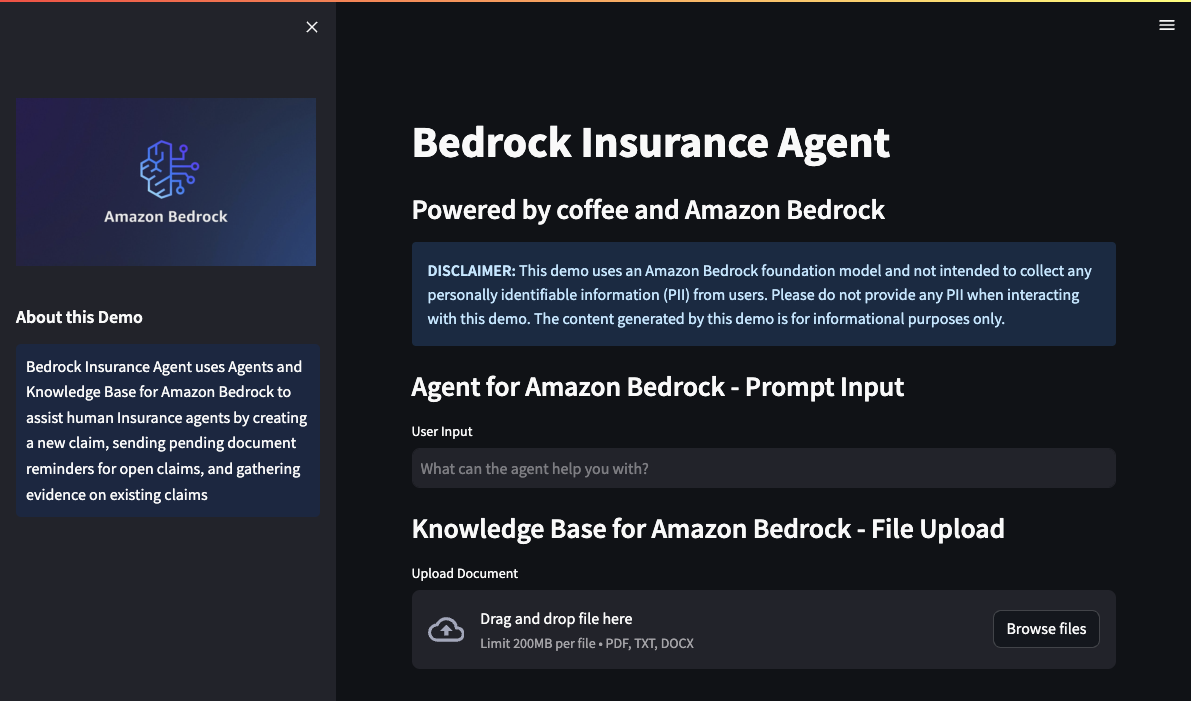 Amazon Bedrock
About this Demo
Bedrock Insurance Agent uses Agents and
Knowledge Base for Amazon Bedrock to
assist human Insurance agents by creating
a new claim, sending pending document
reminders for open claims, and gathering
evidence on existing claims
Bedrock Insurance Agent
Powered by coffee and Amazon Bedrock
DISCLAIMER: This demo uses an Amazon Bedrock foundation model and not intended to collect any
personally identifiable information (PII) from users. Please do not provide any PII when interacting
with this demo. The content generated by this demo is for informational purposes only.
Agent for Amazon Bedrock - Prompt Input
User Input
What can the agent help you with?
Knowledge Base for Amazon Bedrock - File Upload
Upload Document
Drag and drop file here
Limit 200MB per file • PDF, TXT, DOCX
Browse files